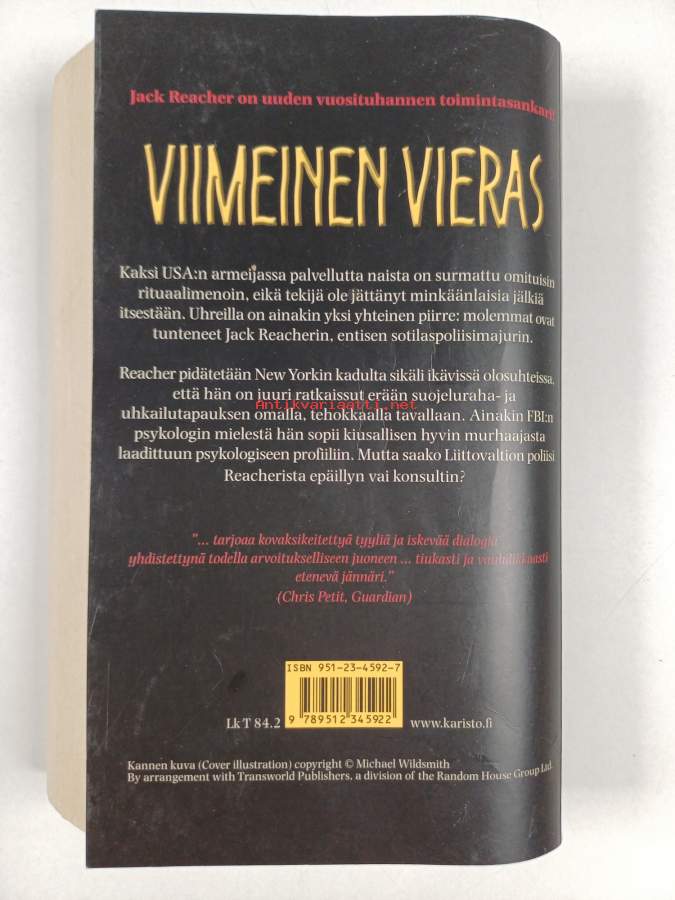 Jack Reacher on uuden vuosituhannen toimintasankari!
VIIMEINEN VIERAS
Kaksi USA:n armeijassa palvellutta naista on surmattu omituisin
rituaalimenoin, eikä tekijä ole jättänyt minkäänlaisia jälkiä
itsestään. Uhreilla on ainakin yksi yhteinen piirre: molemmat ovat
tunteneet Jack Reacherin, entisen sotilaspoliisimajurin.
Reacher pidätetään New Yorkin kadulta sikäli ikävissä olosuhteissa,
että hän on juuri ratkaissut erään suojeluraha- ja
Antikvariaatti.net
uhkailutapauksen omalla, tehokkaalla tavallaan. Ainakin FBI:n
psykologin mielestä hän sopii kiusallisen hyvin murhaajasta
laadittuun psykologiseen profiiliin. Mutta saako Liittovaltion poliisi
Reacherista epäillyn vai konsultin?
"... tarjoaa kovaksikeitettyä tyyliä ja iskevää dialogia
yhdistettynä todella arvoitukselliseen juoneen ... tiukasti ja vauhdikkaasti
etenevä jännäri."
(Chris Petit, Guardian)
ISBN 951-23-4592-7
Lk T 84.2 9 789512 345922 www.karisto.fi
Kannen kuva (Cover illustration) copyright © Michael Wildsmith
By arrangement with Transworld Publishers, a division of the Random House Group Ltd.